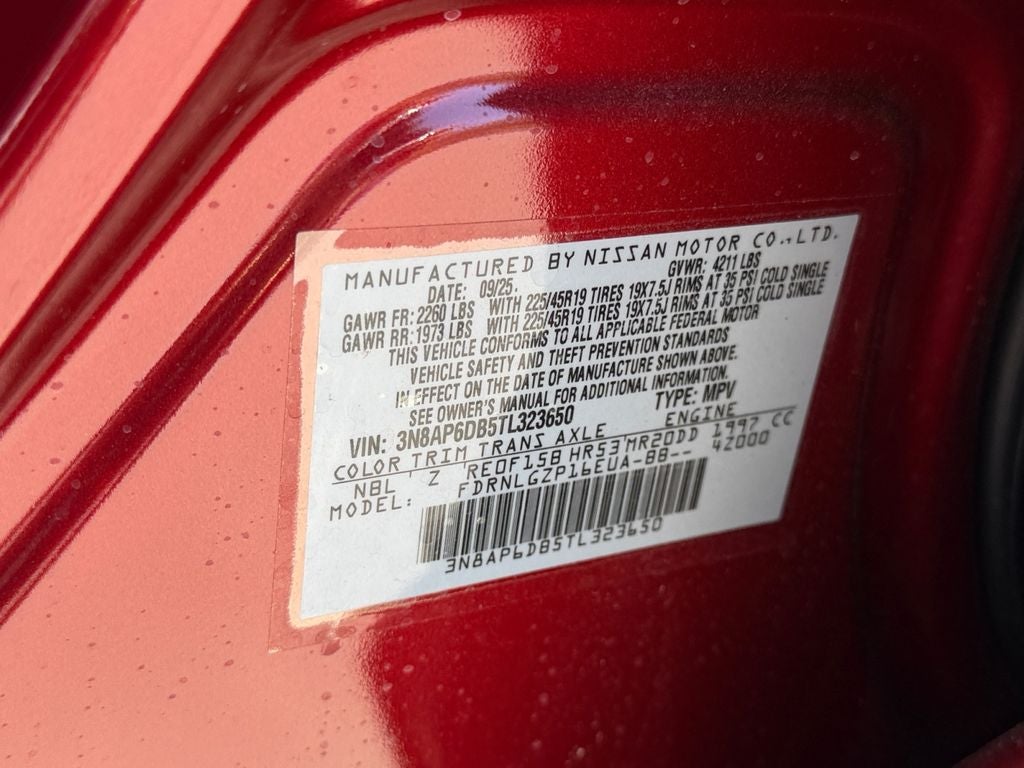 MANUFACTURED BY NISSAN MOTOR CO.,LTD.
DATE: 09/25 GVWR: 4211 LBS
GAWR FR: 2260 LBS WITH 225/45R19 TIRES 19X7.5J RIMS AT 35 PSI COLD SINGLE
GAWR RR: 1973 LBS WITH 225/45R19 TIRES 19X7.5J RIMS AT 35 PSI COLD SINGLE
THIS VEHICLE CONFORMS TO ALL APPLICABLE FEDERAL MOTOR
VEHICLE SAFETY AND THEFT PREVENTION STANDARDS
IN EFFECT ON THE DATE OF MANUFACTURE SHOWN ABOVE.
SEE OWNER'S MANUAL FOR ADDITIONAL INFORMATION.
VIN: 3N8AP6DB5TL323650 TYPE: MPV
COLOR TRIM TRANS AXLE ENGINE
NBL Z RE0F15B HR53 MR20DD 1997 CC
MODEL: FDRNLGZP16EUA-BB-- 4Z000
3N8AP6DB5TL323650